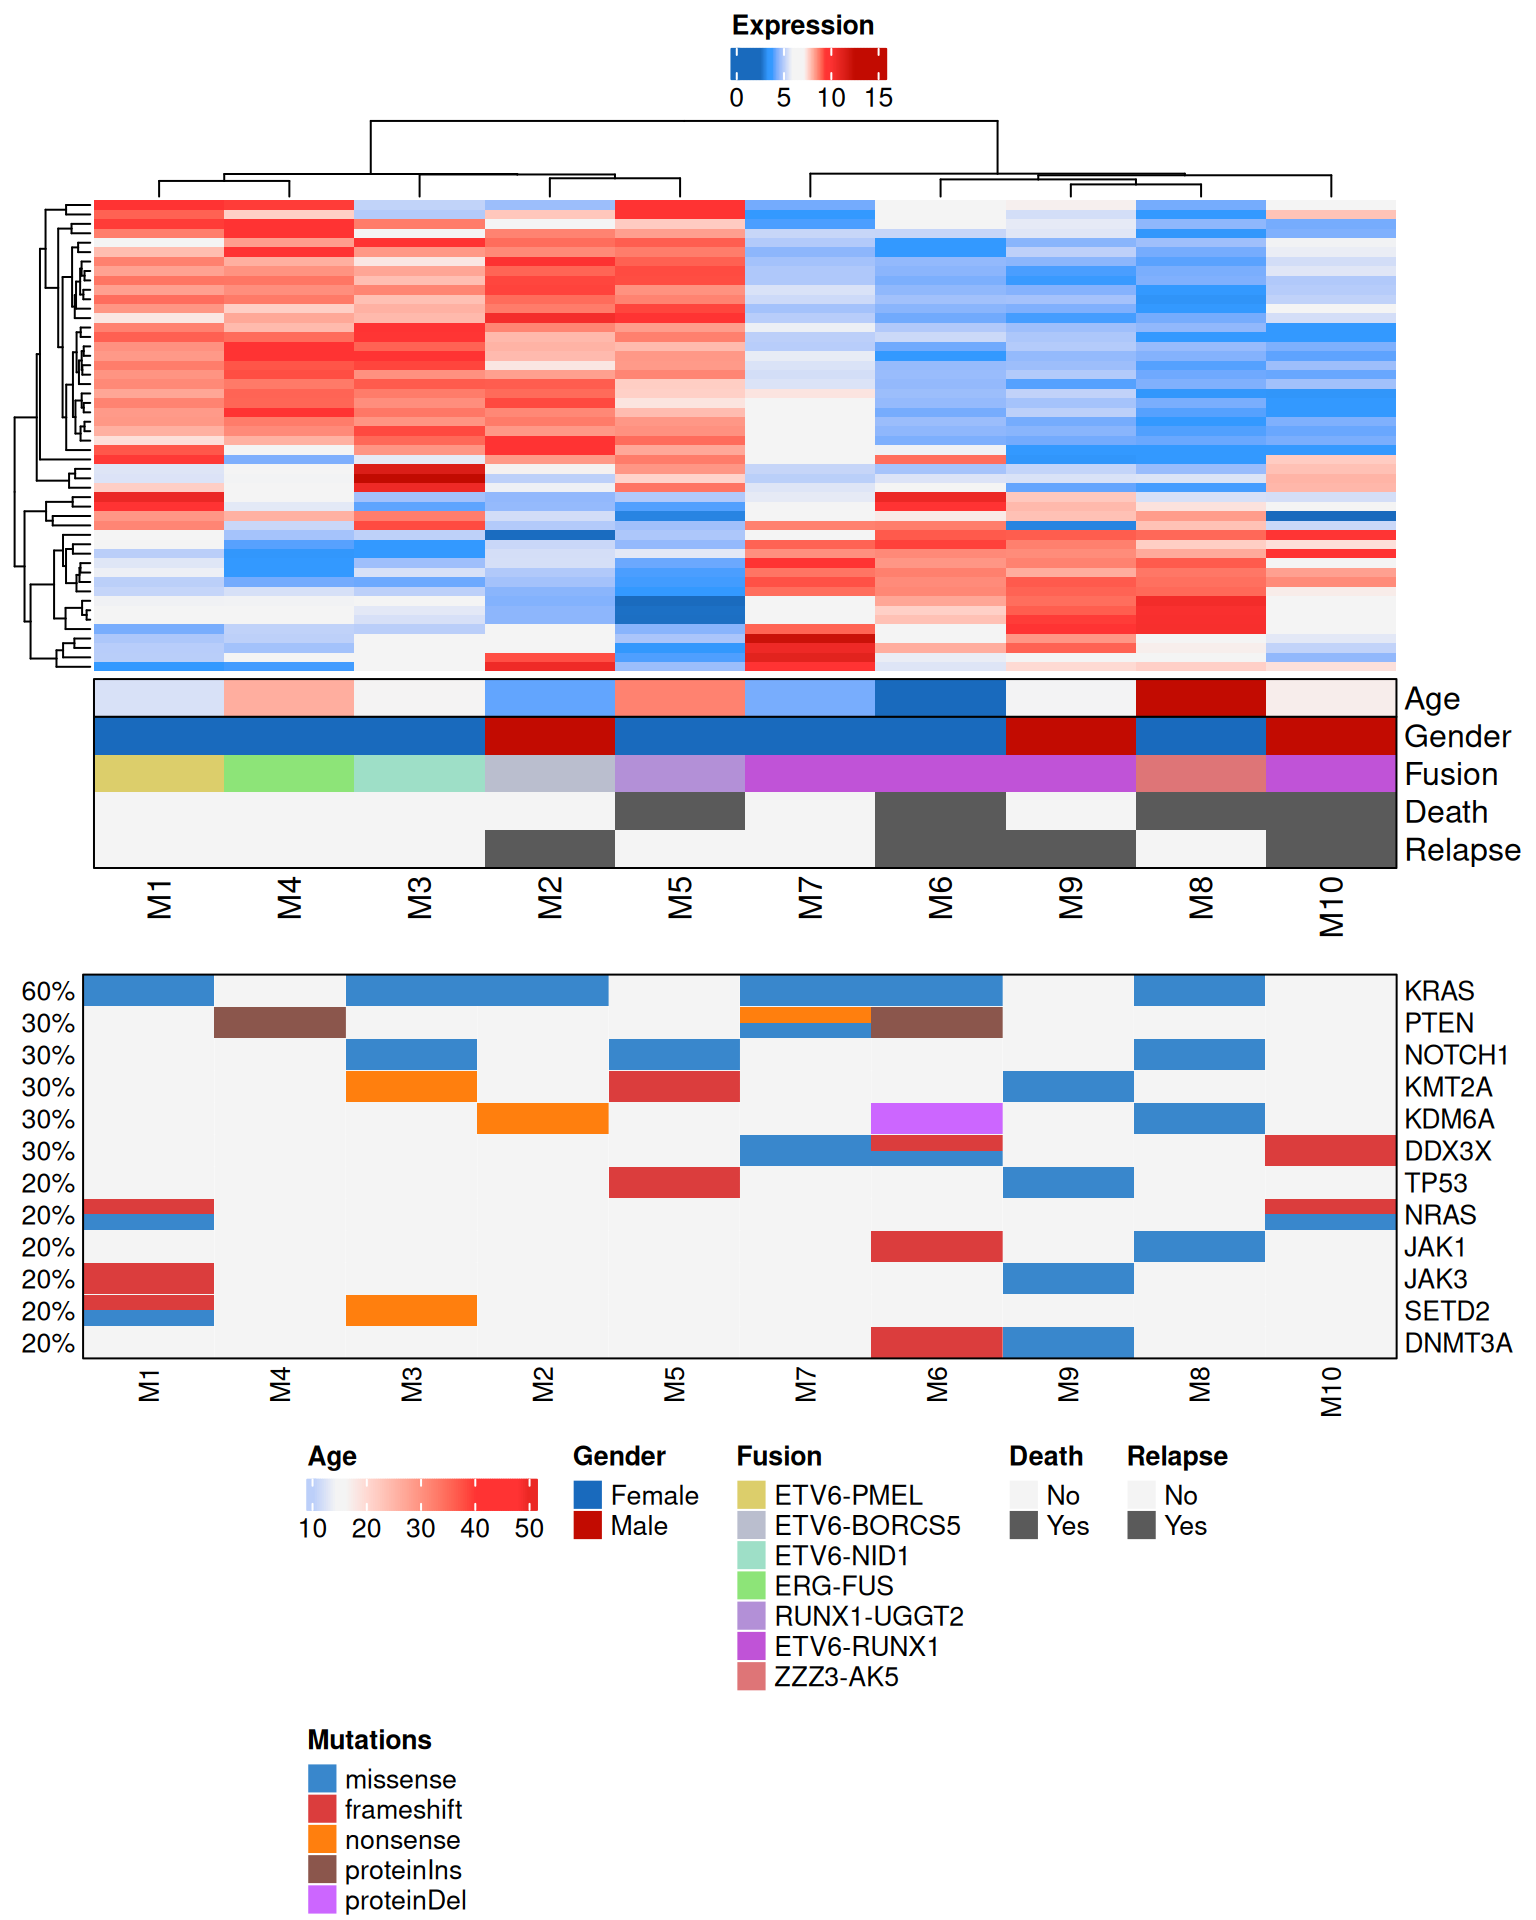 Expression
0 5 10 15
Age
Gender
Fusion
Death
Relapse
M1 M4 M3 M2 M5 M7 M6 M9 M8 M10
60% KRAS
30% PTEN
30% NOTCH1
30% KMT2A
30% KDM6A
30% DDX3X
20% TP53
20% NRAS
20% JAK1
20% JAK3
20% SETD2
20% DNMT3A
M1 M4 M3 M2 M5 M7 M6 M9 M8 M10
Age
10 20 30 40 50
Gender
Female
Male
Fusion
ETV6-PMEL
ETV6-BORCS5
ETV6-NID1
ERG-FUS
RUNX1-UGGT2
ETV6-RUNX1
ZZZ3-AK5
Death
No
Yes
Relapse
No
Yes
Mutations
missense
frameshift
nonsense
proteinIns
proteinDel